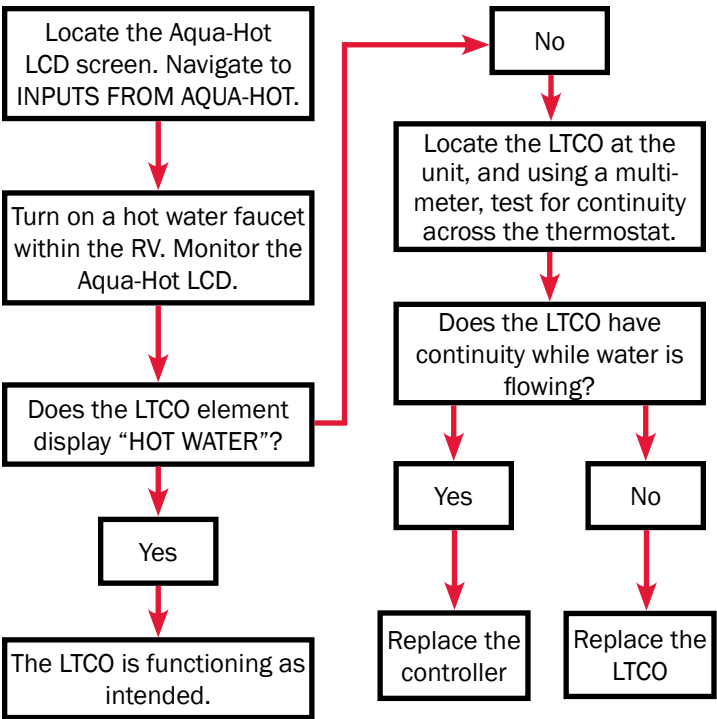 Locate the Aqua-Hot
LCD screen. Navigate to
INPUTS FROM AQUA-HOT.
Turn on a hot water faucet
within the RV. Monitor the
Aqua-Hot LCD.
Does the LTCO element
display “HOT WATER”?
Yes
The LTCO is functioning as
intended.
No
Locate the LTCO at the
unit, and using a multi-
meter, test for continuity
across the thermostat.
Does the LTCO have
continuity while water is
flowing?
Yes
No
Replace the
controller
Replace the
LTCO